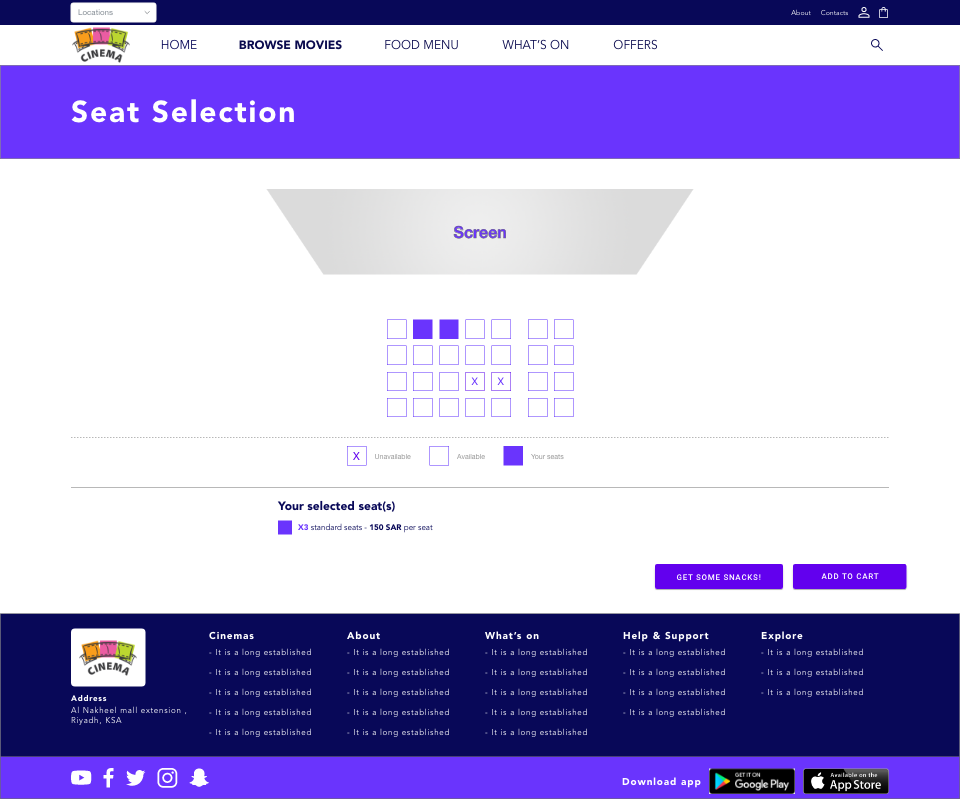 Locations
About
Contacts
CINEMA
HOME
BROWSE MOVIES
FOOD MENU
WHAT'S ON
OFFERS
Seat Selection
Screen
X
X
X
Unavailable
Available
Your seats
Your selected seat(s)
X3 standard seats - 150 SAR per seat
GET SOME SNACKS!
ADD TO CART
CINEMA
Address
Al Nakheel mall extension ,
Riyadh, KSA
Cinemas
- It is a long established
- It is a long established
- It is a long established
- It is a long established
- It is a long established
About
- It is a long established
- It is a long established
- It is a long established
- It is a long established
- It is a long established
What's on
- It is a long established
- It is a long established
- It is a long established
- It is a long established
- It is a long established
Help & Support
- It is a long established
- It is a long established
- It is a long established
- It is a long established
Explore
- It is a long established
- It is a long established
- It is a long established
Download app
GET IT ON
Google Play
Available on the
App Store